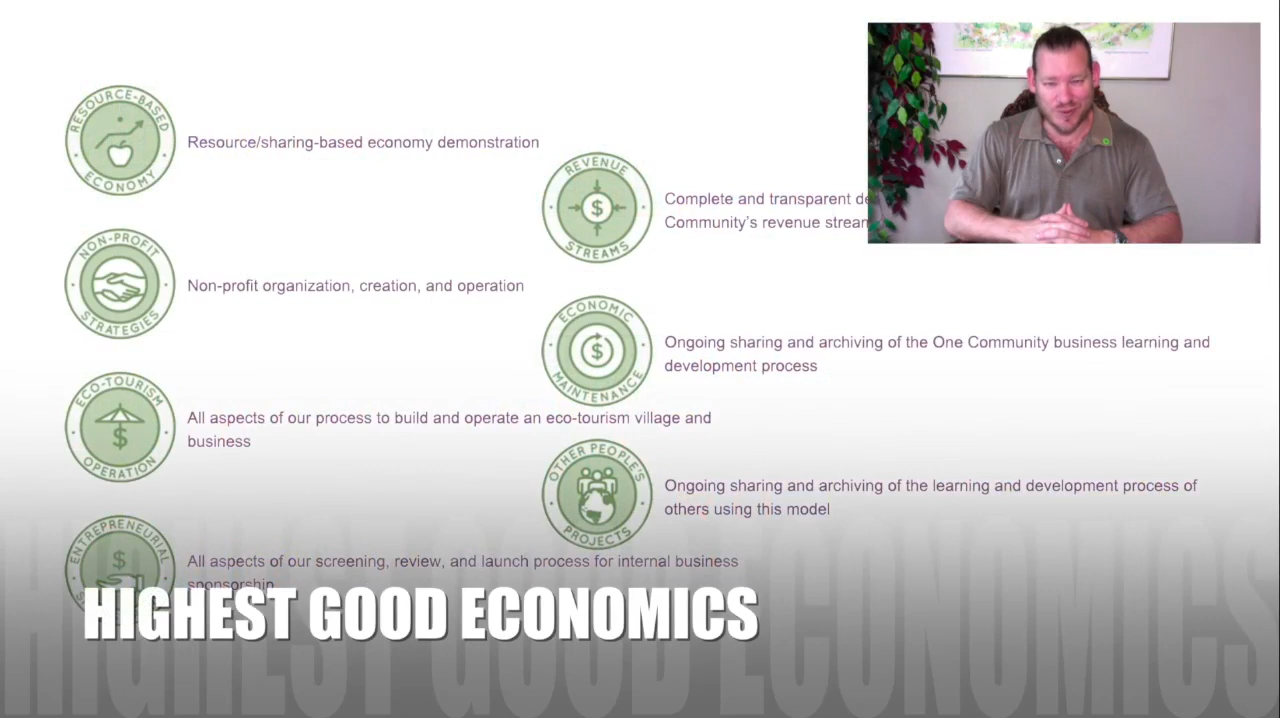 RESOURCE-BASED
ECONOMY
Resource/sharing-based economy demonstration
NON-PROFIT
STRATEGIES
Non-profit organization, creation, and operation
ECO-TOURISM
OPERATION
$
All aspects of our process to build and operate an eco-tourism village and
business
ENTREPRENEURIAL
$
All aspects of our screening, review, and launch process for internal business
sponsorship
REVENUE
STREAMS
$
Complete and transparent
Community's revenue
ECONOMIC
MAINTENANCE
$
Ongoing sharing and archiving of the One Community business learning and
development process
OTHER PEOPLE'S
PROJECTS
Ongoing sharing and archiving of the learning and development process of
others using this model
HIGHEST GOOD ECONOMICS
HIGHEST GOOD ECONOMICS